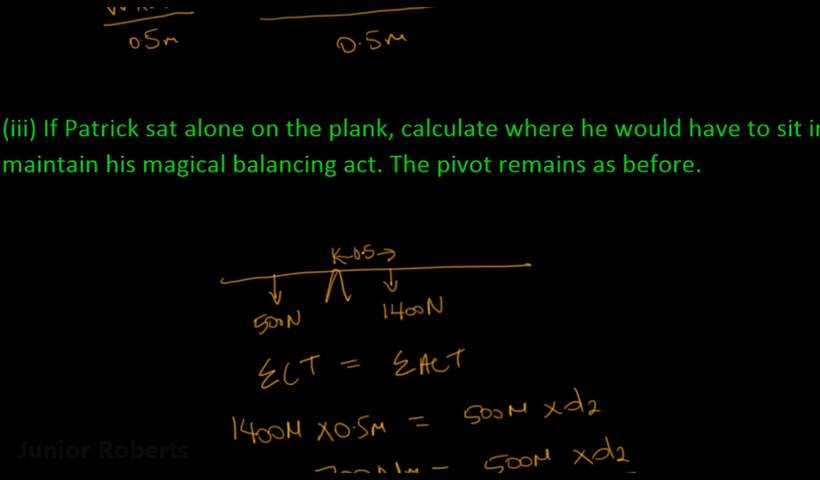 0.5m 0.5m
(iii) If Patrick sat alone on the plank, calculate where he would have to sit in
maintain his magical balancing act. The pivot remains as before.
0.5
500N 1400N
ΣCT = ΣACT
1400N x 0.5m = 500N x d2
= 500N x d2
Junior Roberts